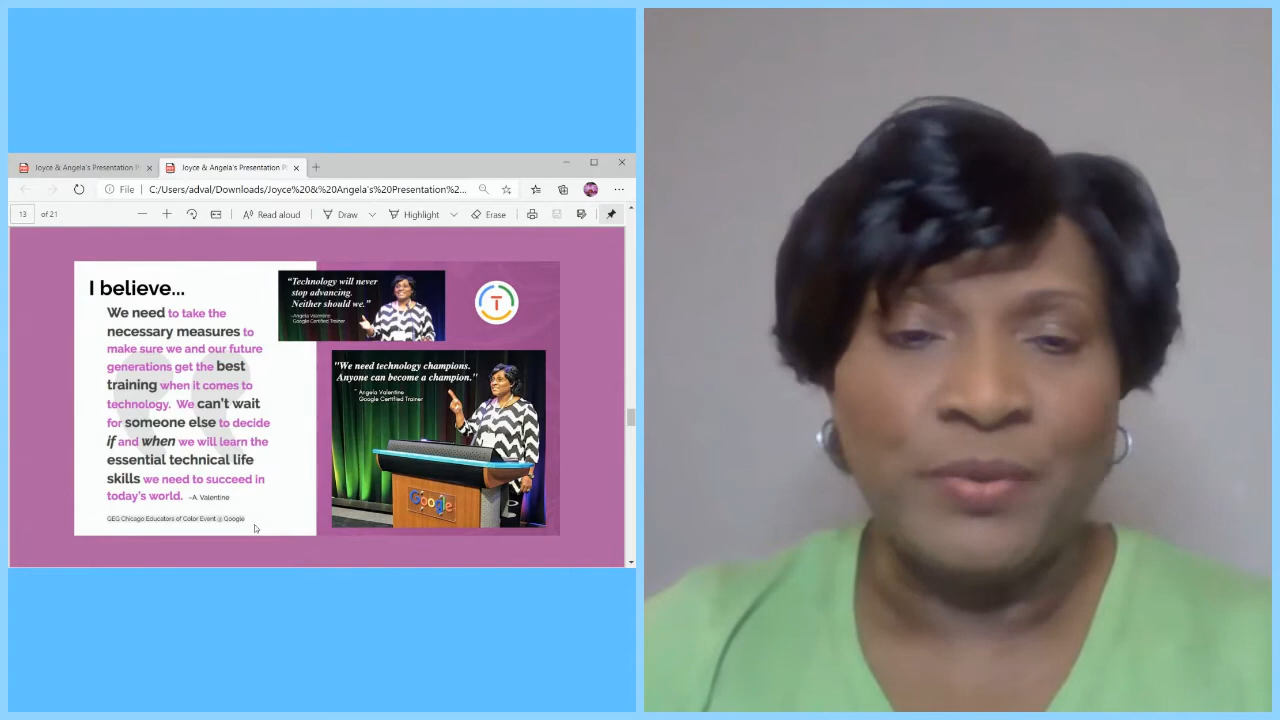 Joyce & Angela's Presentation P
Joyce & Angela's Presentation P
File
C:/Users/adval/Downloads/Joyce%20&%20Angela's%20Presentation%2...
13 of 21
Read aloud
Draw
Highlight
Erase
I believe...
We need to take the
necessary measures to
make sure we and our future
generations get the best
training when it comes to
technology. We can't wait
for someone else to decide
if and when we will learn the
essential technical life
skills we need to succeed in
today's world. –A. Valentine
GEG Chicago Educators of Color Event @ Google
“Technology will never
stop advancing.
Neither should we.”
–Angela Valentine
Google Certified Trainer
T
"We need technology champions.
Anyone can become a champion."
- Angela Valentine
Google Certified Trainer
Google